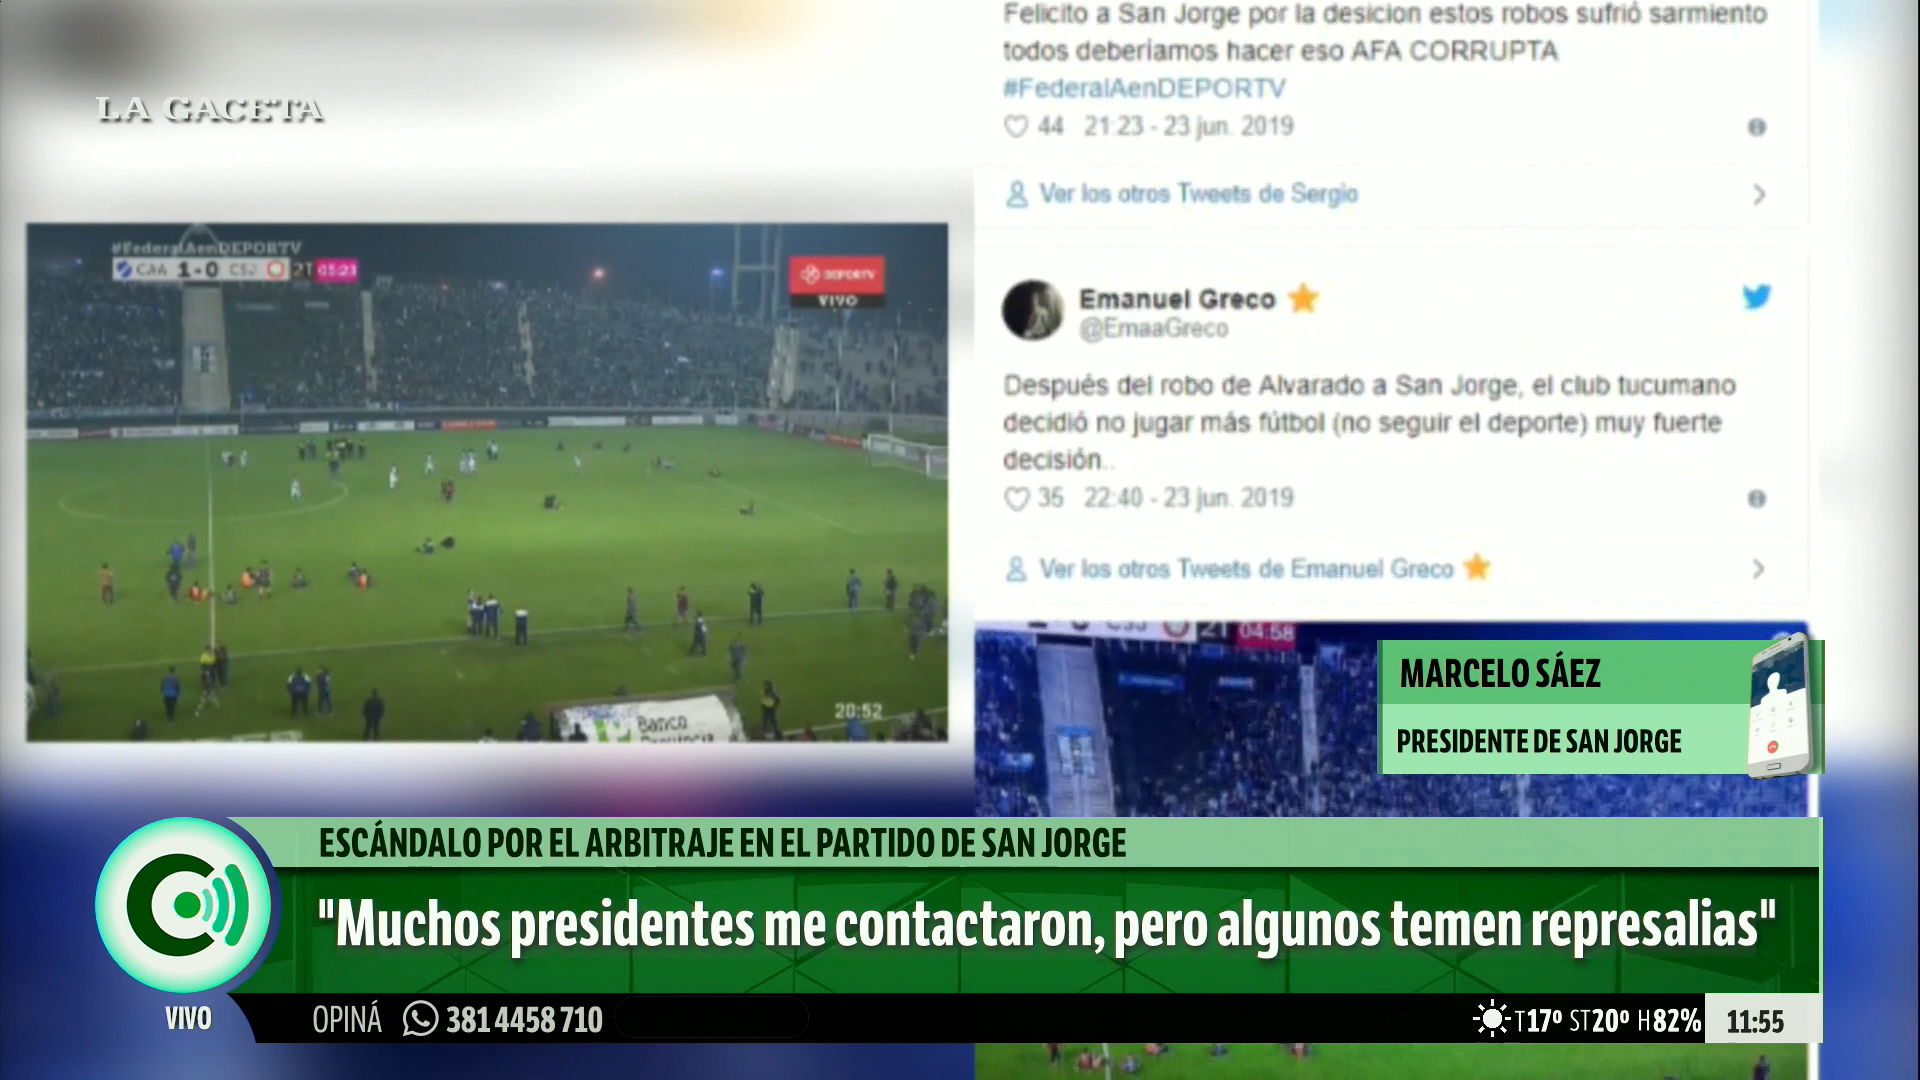 LA GACETA
Felicito a San Jorge por la desicion estos robos sufrió sarmiento
todos deberíamos hacer eso AFA CORRUPTA
#FederalAenDEPORTV
44 21:23 - 23 jun. 2019
Ver los otros Tweets de Sergio
#FederalAenDEPORTV
CAA 1-0 CSJ 2T 05:23
DEPORTV
VIVO
Emanuel Greco
@EmaaGreco
Después del robo de Alvarado a San Jorge, el club tucumano
decidió no jugar más fútbol (no seguir el deporte) muy fuerte
decisión..
35 22:40 - 23 jun. 2019
Ver los otros Tweets de Emanuel Greco
Banco
Provincia
20:52
CSJ 2T 04:58
MARCELO SÁEZ
PRESIDENTE DE SAN JORGE
ESCÁNDALO POR EL ARBITRAJE EN EL PARTIDO DE SAN JORGE
"Muchos presidentes me contactaron, pero algunos temen represalias"
VIVO
OPINÁ 381 4458 710
T17º ST20º H82% 11:55